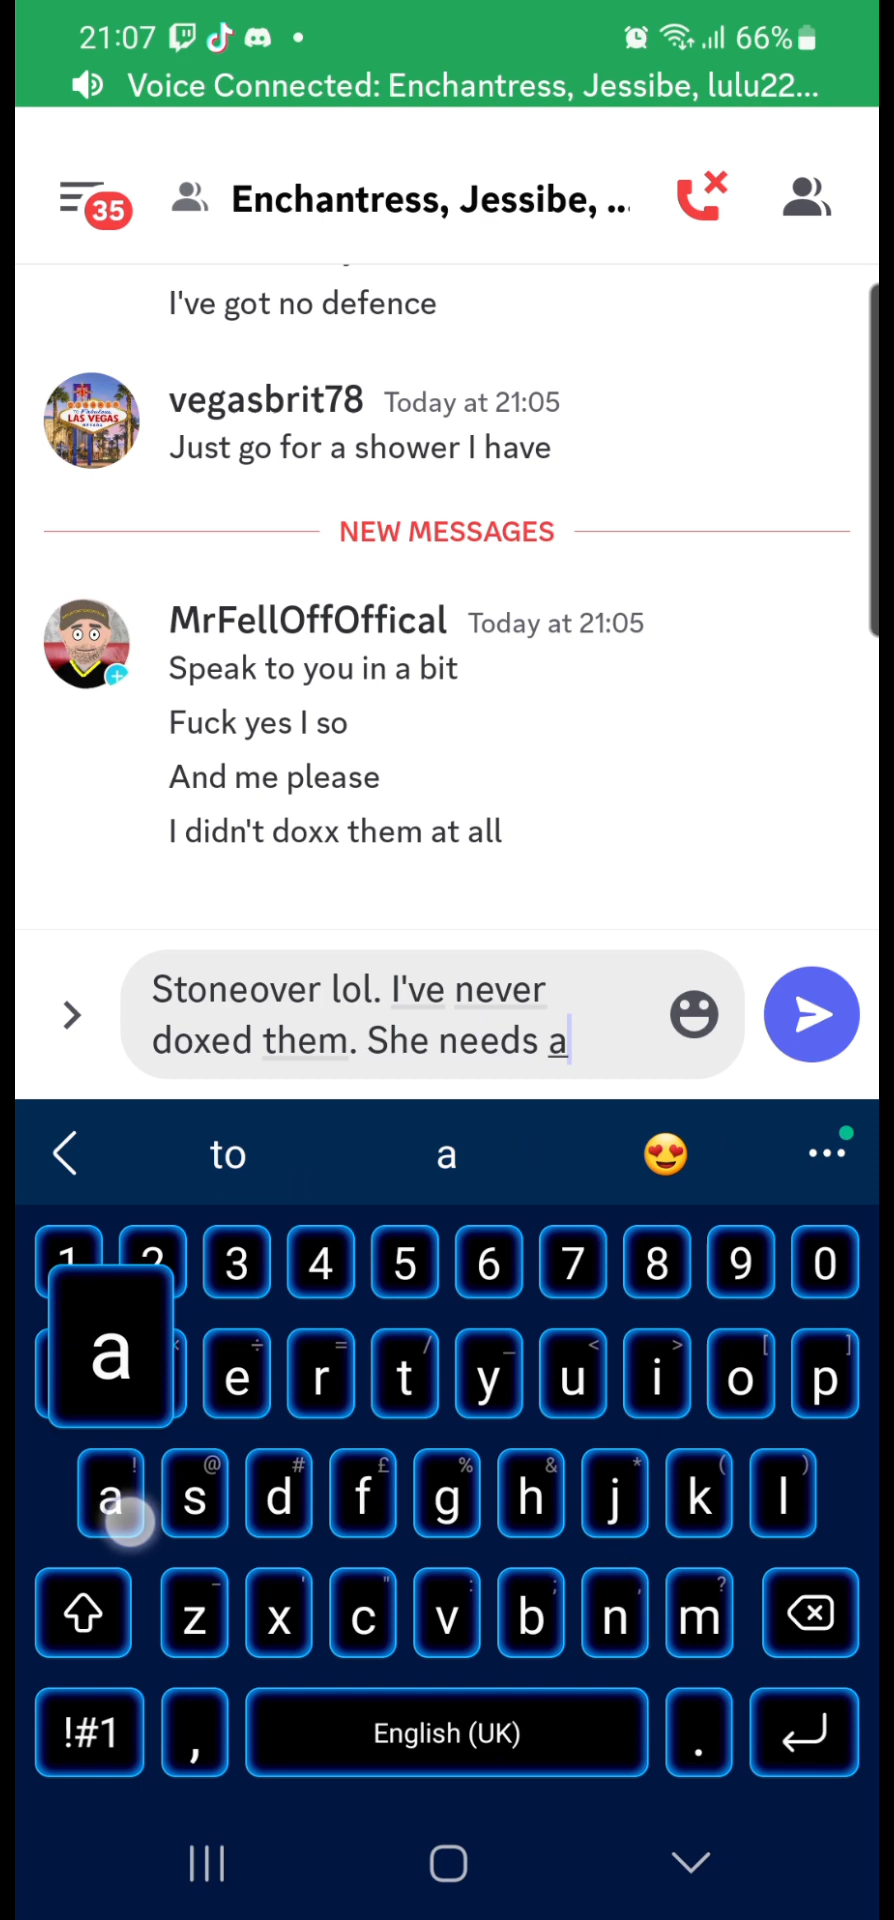 21:07 66%
Voice Connected: Enchantress, Jessibe, lulu22...
35 Enchantress, Jessibe, ...
I've got no defence
vegasbrit78 Today at 21:05
Just go for a shower I have
NEW MESSAGES
MrFellOffOffical Today at 21:05
Speak to you in a bit
Fuck yes I so
And me please
I didn't doxx them at all
Stoneover lol. I've never
doxed them. She needs a
to a
1 2 3 4 5 6 7 8 9 0
a
e r t y u i o p
a s d f g h j k l
z x c v b n m
!#1 , English (UK) .